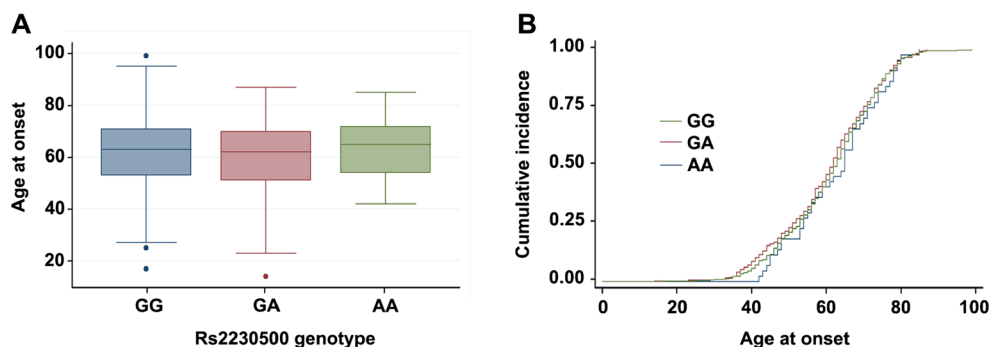 A
Age at onset
100
80
60
40
20
GG
GA
AA
Rs2230500 genotype
B
Cumulative incidence
1.00
0.75
0.50
0.25
0.00
GG
GA
AA
0
20
40
60
80
100
Age at onset